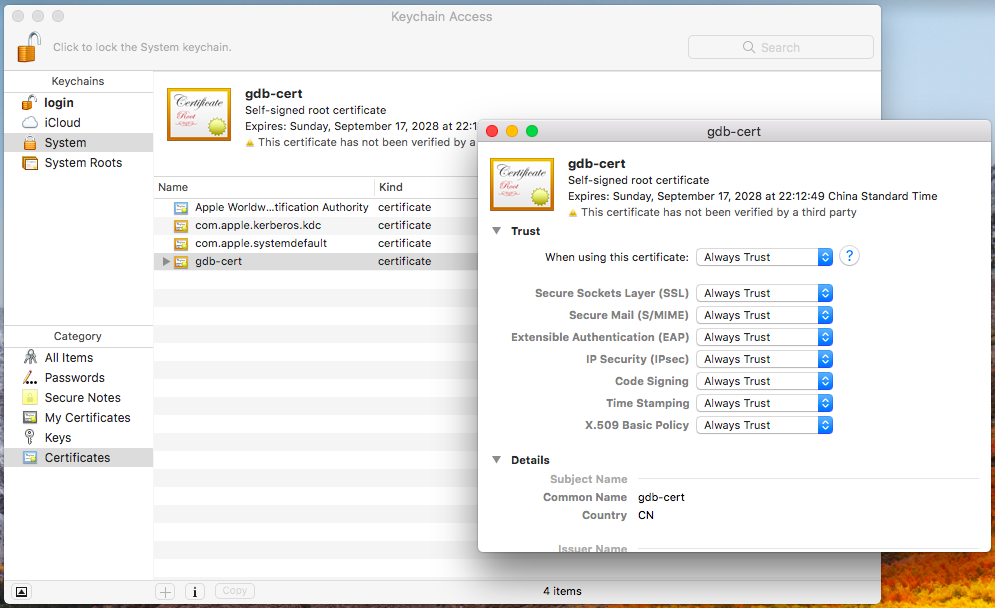 Keychain Access
Click to lock the System keychain.
Search
Keychains
login
iCloud
System
System Roots
Certificate
Root
gdb-cert
Self-signed root certificate
Expires: Sunday, September 17, 2028 at 22:1
This certificate has not been verified by a
Name Kind
Apple Worldw...tification Authority certificate
com.apple.kerberos.kdc certificate
com.apple.systemdefault certificate
gdb-cert certificate
Category
All Items
Passwords
Secure Notes
My Certificates
Keys
Certificates
Copy
4 items
gdb-cert
Certificate
Root
gdb-cert
Self-signed root certificate
Expires: Sunday, September 17, 2028 at 22:12:49 China Standard Time
This certificate has not been verified by a third party
Trust
When using this certificate: Always Trust ?
Secure Sockets Layer (SSL) Always Trust
Secure Mail (S/MIME) Always Trust
Extensible Authentication (EAP) Always Trust
IP Security (IPsec) Always Trust
Code Signing Always Trust
Time Stamping Always Trust
X.509 Basic Policy Always Trust
Details
Subject Name
Common Name gdb-cert
Country CN
Issuer Name